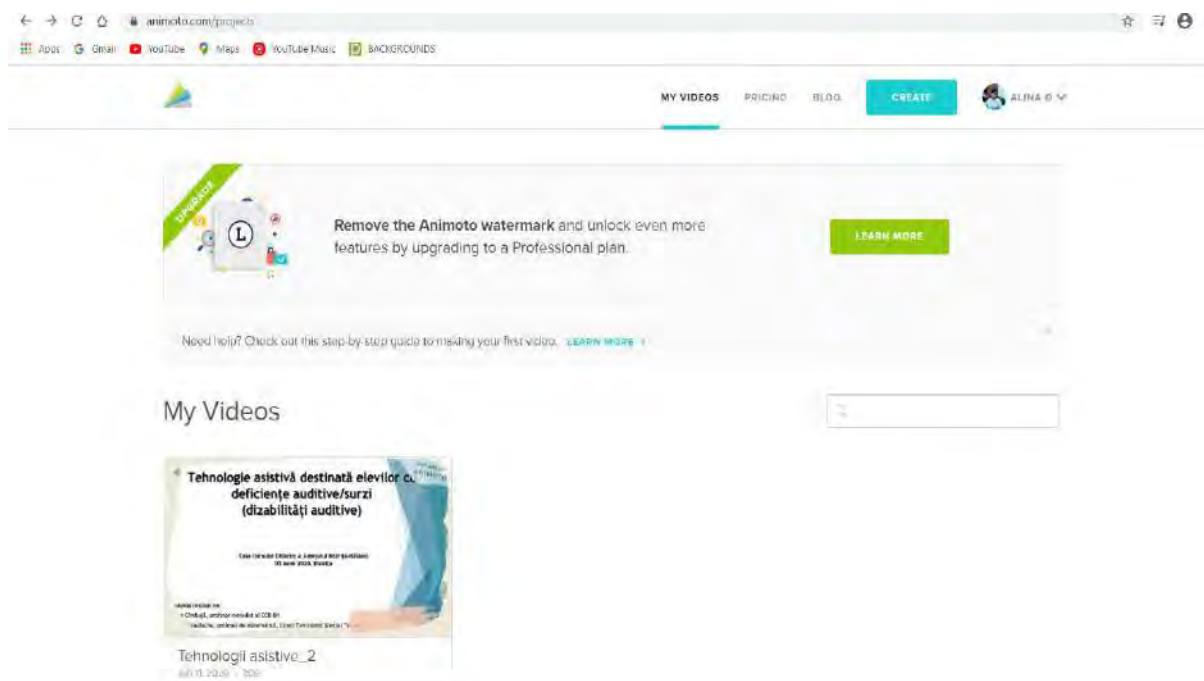 animoto.com/projects
Apps Gmail YouTube Maps YouTube Music BACKGROUNDS
MY VIDEOS PRICING BLOG CREATE ALINA G
UPGRADE
L
Remove the Animoto watermark and unlock even more
features by upgrading to a Professional plan.
LEARN MORE
Need help? Check out this step-by-step guide to making your first video. LEARN MORE
My Videos
Tehnologie asistivă destinată elevilor cu
deficiențe auditive/surzi
(dizabilități auditive)
Tehnologii asistive_2